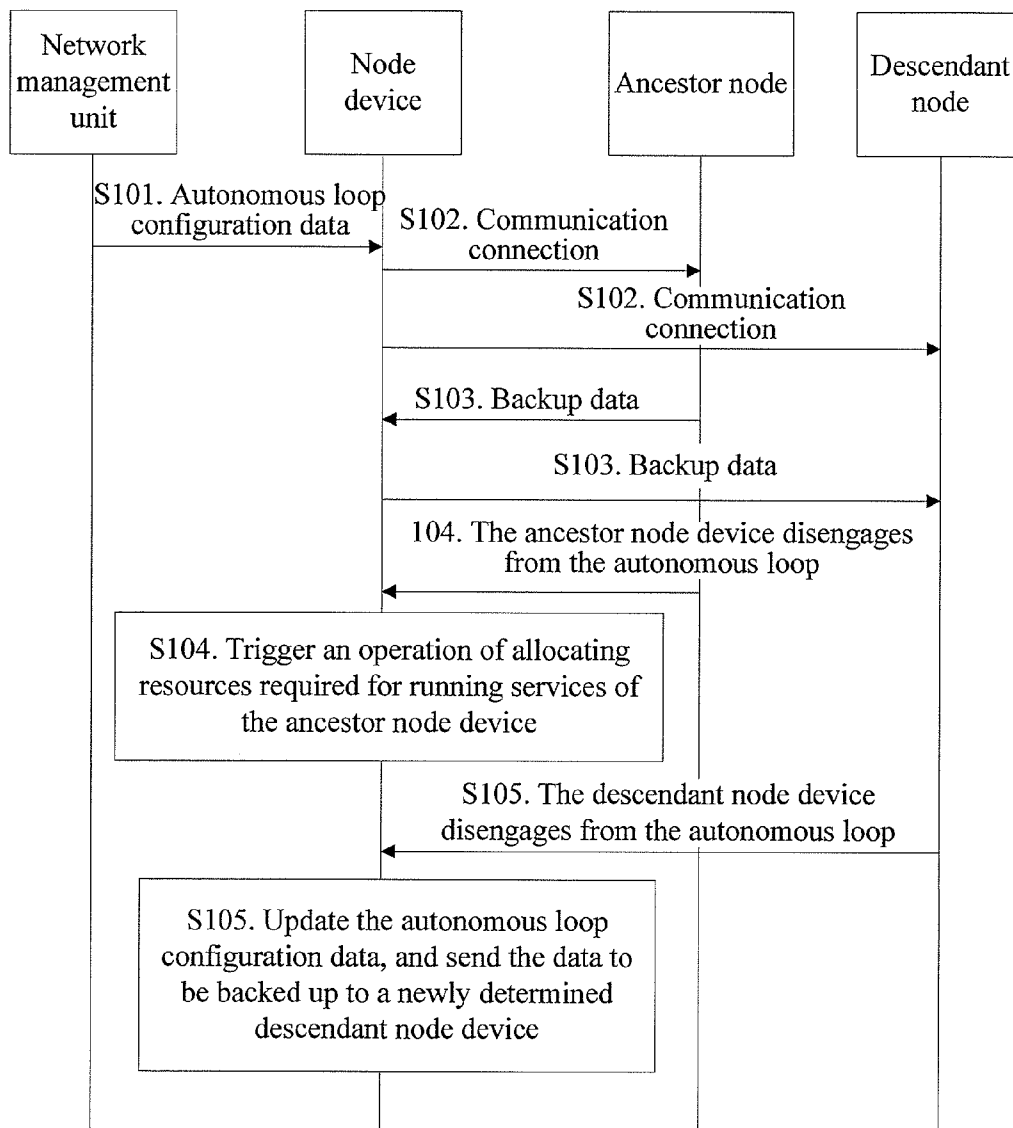 Network
management
unit
Node
device
Ancestor node
Descendant
node
S101. Autonomous loop
configuration data
S102. Communication
connection
S102. Communication
connection
S103. Backup data
S103. Backup data
104. The ancestor node device disengages
from the autonomous loop
S104. Trigger an operation of allocating
resources required for running services of
the ancestor node device
S105. The descendant node device
disengages from the autonomous loop
S105. Update the autonomous loop
configuration data, and send the data to
be backed up to a newly determined
descendant node device